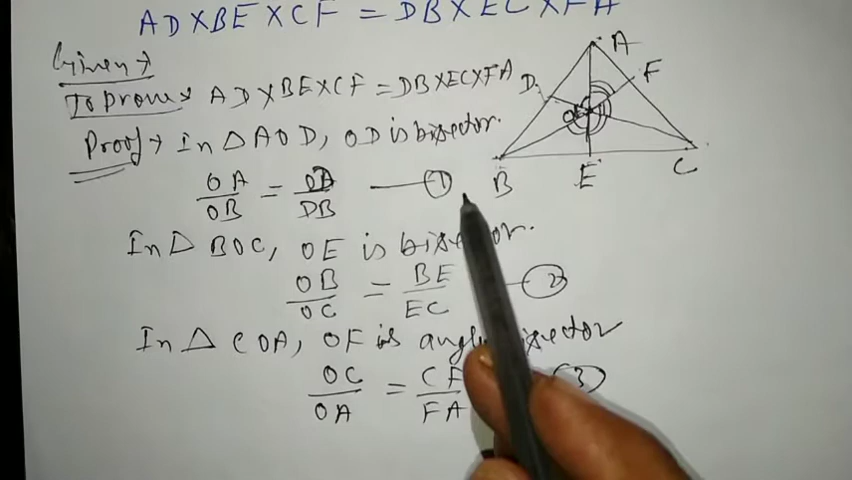 AD×BE×CF = DB×EC×FA
Given→
To prove→ AD×BE×CF = DB×EC×FA
Proof→ In △AOD, OD is bisector.
OA/OB = /DB —①
In △ BOC, OE is bisector.
OB/OC = BE/EC —②
In △ COA, OF is angle bisector
OC/OA = CF/FA ③
A
D
F
O
B
E
C